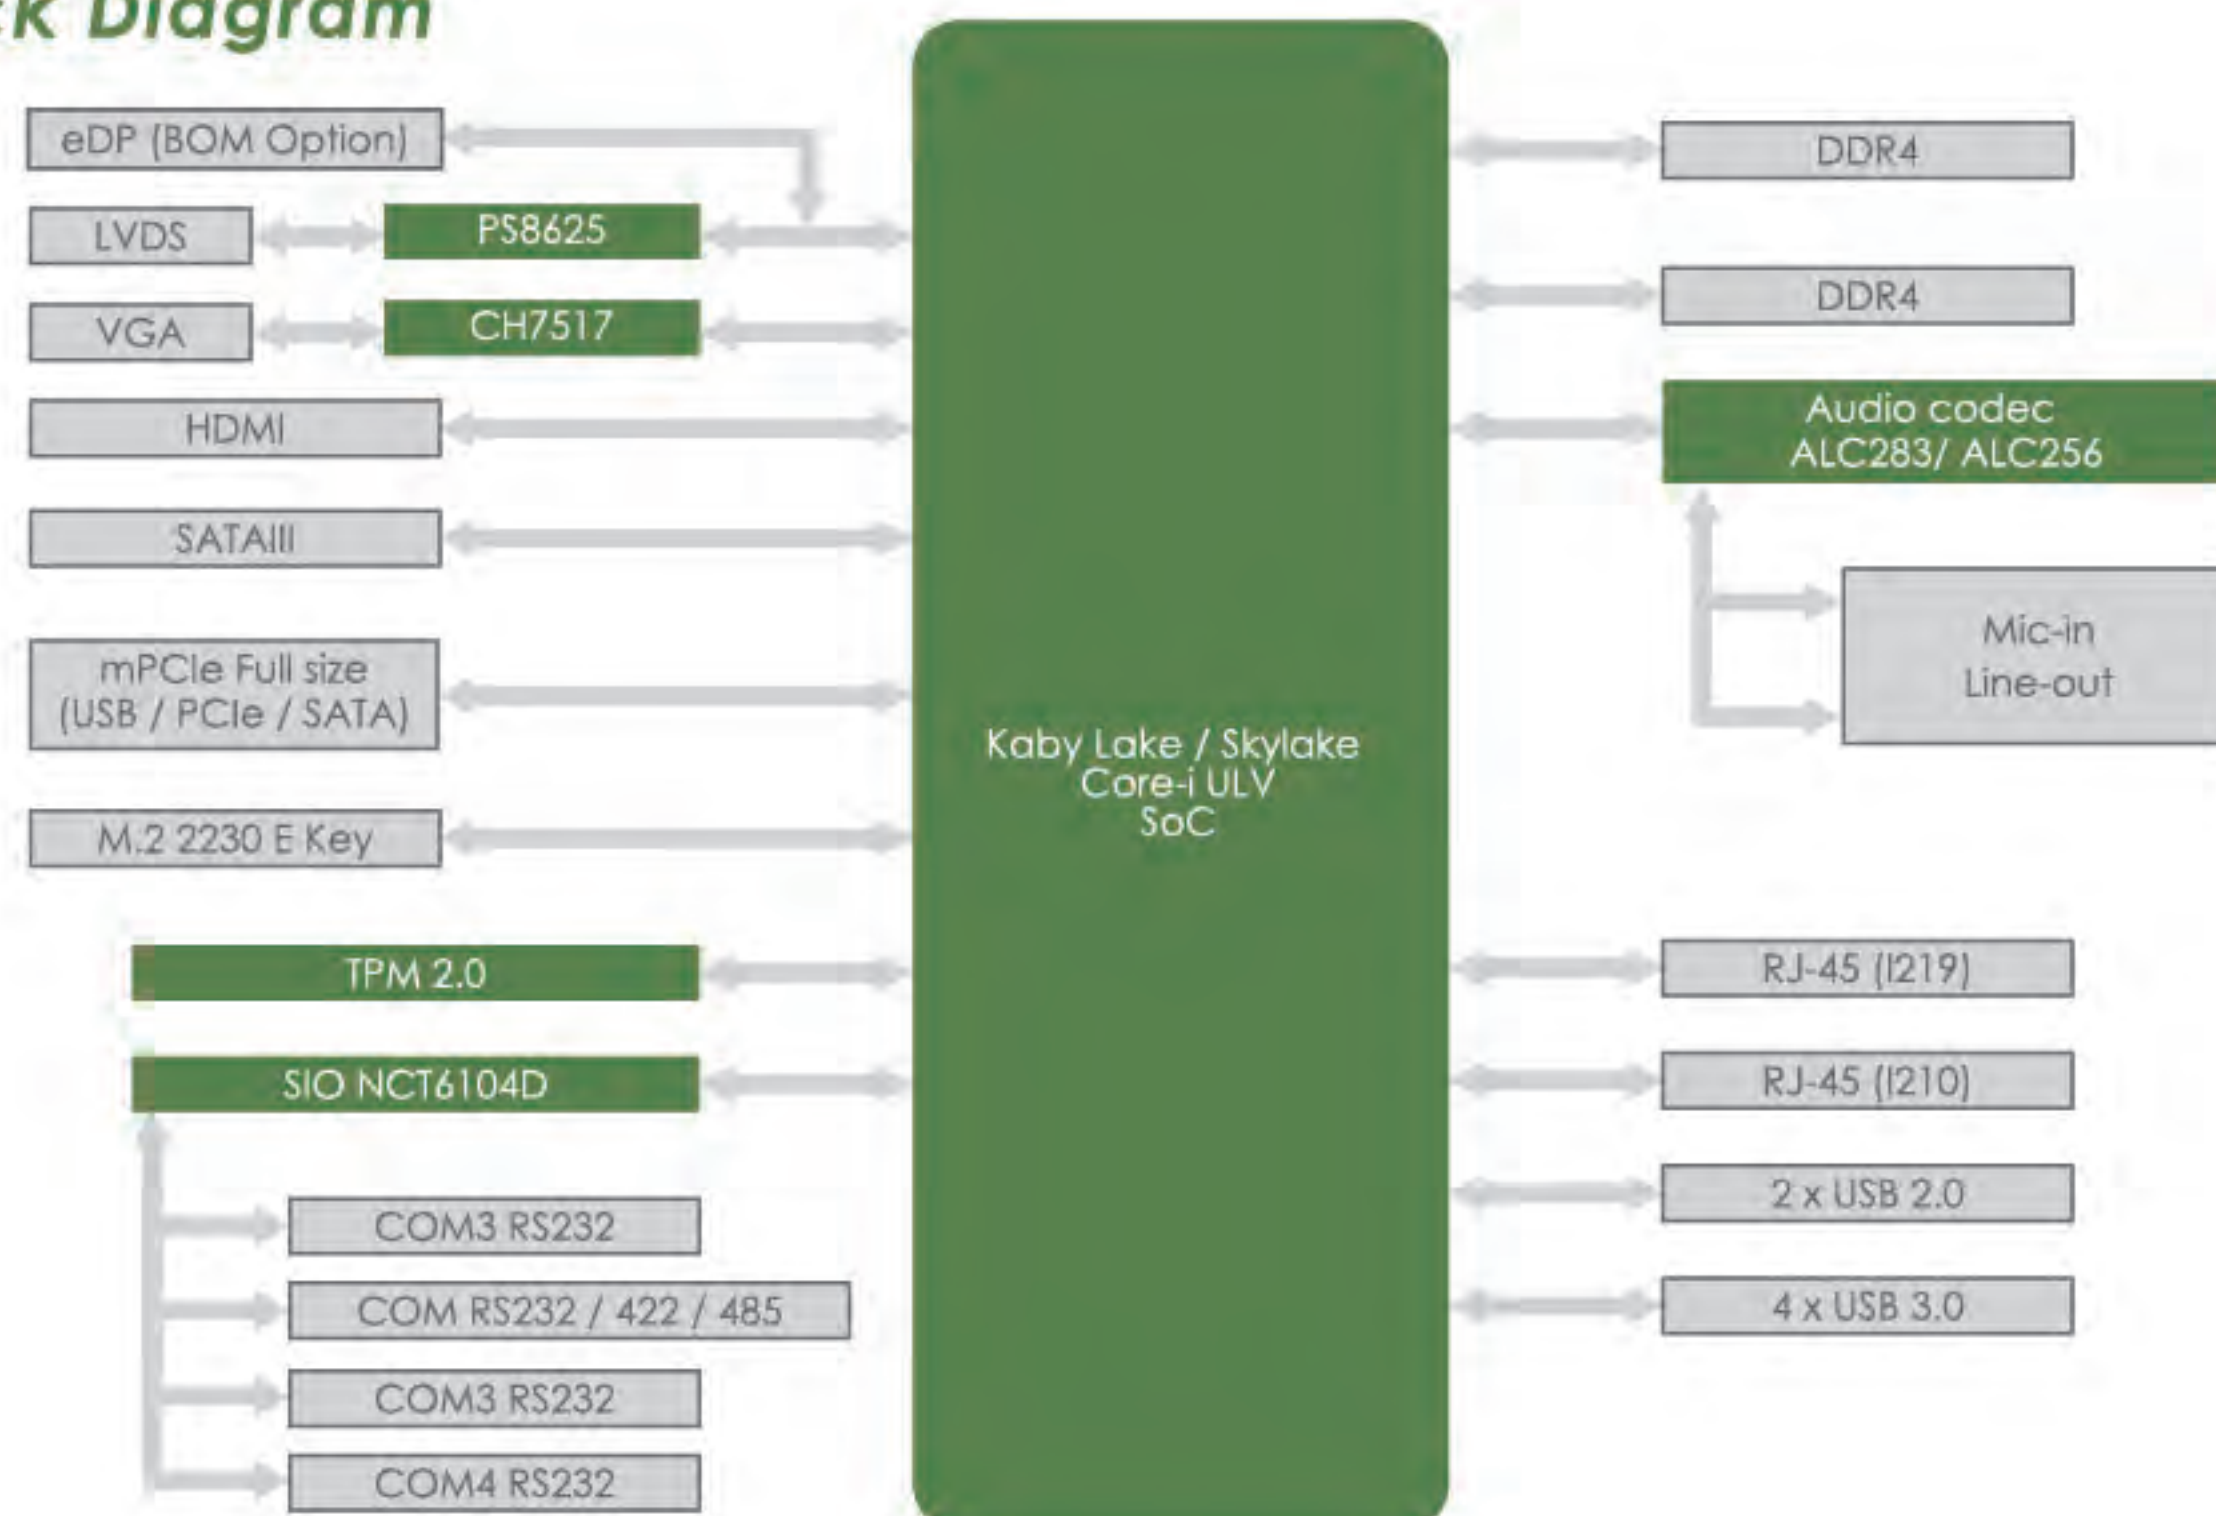 Diagram
eDP (BOM Option)
LVDS
PS8625
VGA
CH7517
HDMI
SATAIII
mPCIe Full size
(USB / PCIe / SATA)
M.2 2230 E Key
TPM 2.0
SIO NCT6104D
COM3 RS232
COM RS232 / 422 / 485
COM3 RS232
COM4 RS232
Kaby Lake / Skylake
Core-i ULV
SoC
DDR4
DDR4
Audio codec
ALC283/ ALC256
Mic-in
Line-out
RJ-45 (I219)
RJ-45 (I210)
2 x USB 2.0
4 x USB 3.0